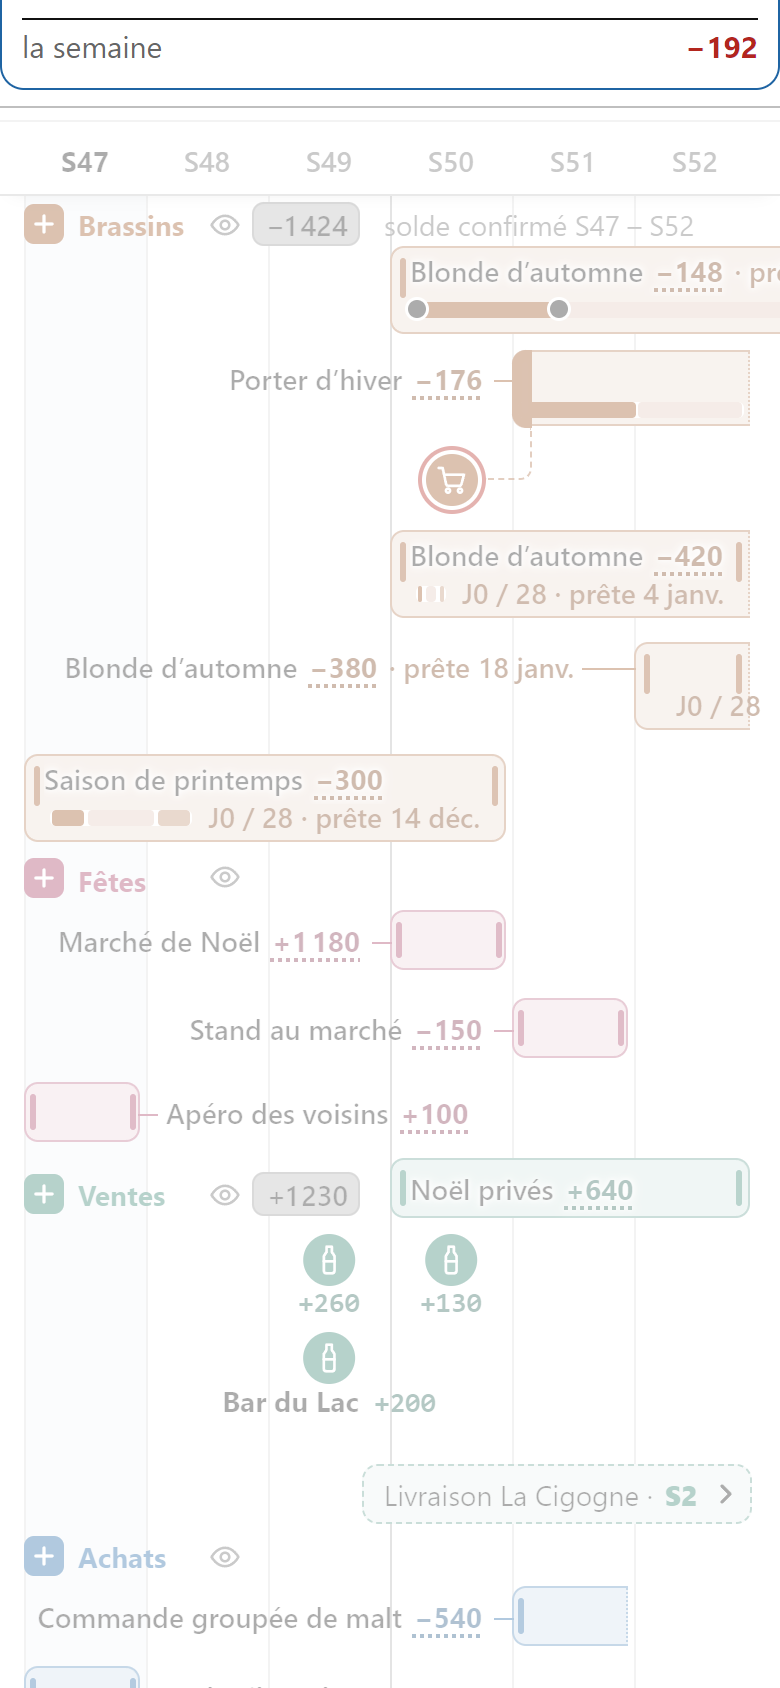 la semaine −192
S47 S48 S49 S50 S51 S52
Brassins −1424 solde confirmé S47 – S52
Blonde d’automne −148 · pr
Porter d’hiver −176
Blonde d’automne −420
J0 / 28 · prête 4 janv.
Blonde d’automne −380 · prête 18 janv.
J0 / 28
Saison de printemps −300
J0 / 28 · prête 14 déc.
Fêtes
Marché de Noël +1 180
Stand au marché −150
Apéro des voisins +100
Ventes +1230 Noël privés +640
+260 +130
Bar du Lac +200
Livraison La Cigogne · S2
Achats
Commande groupée de malt −540